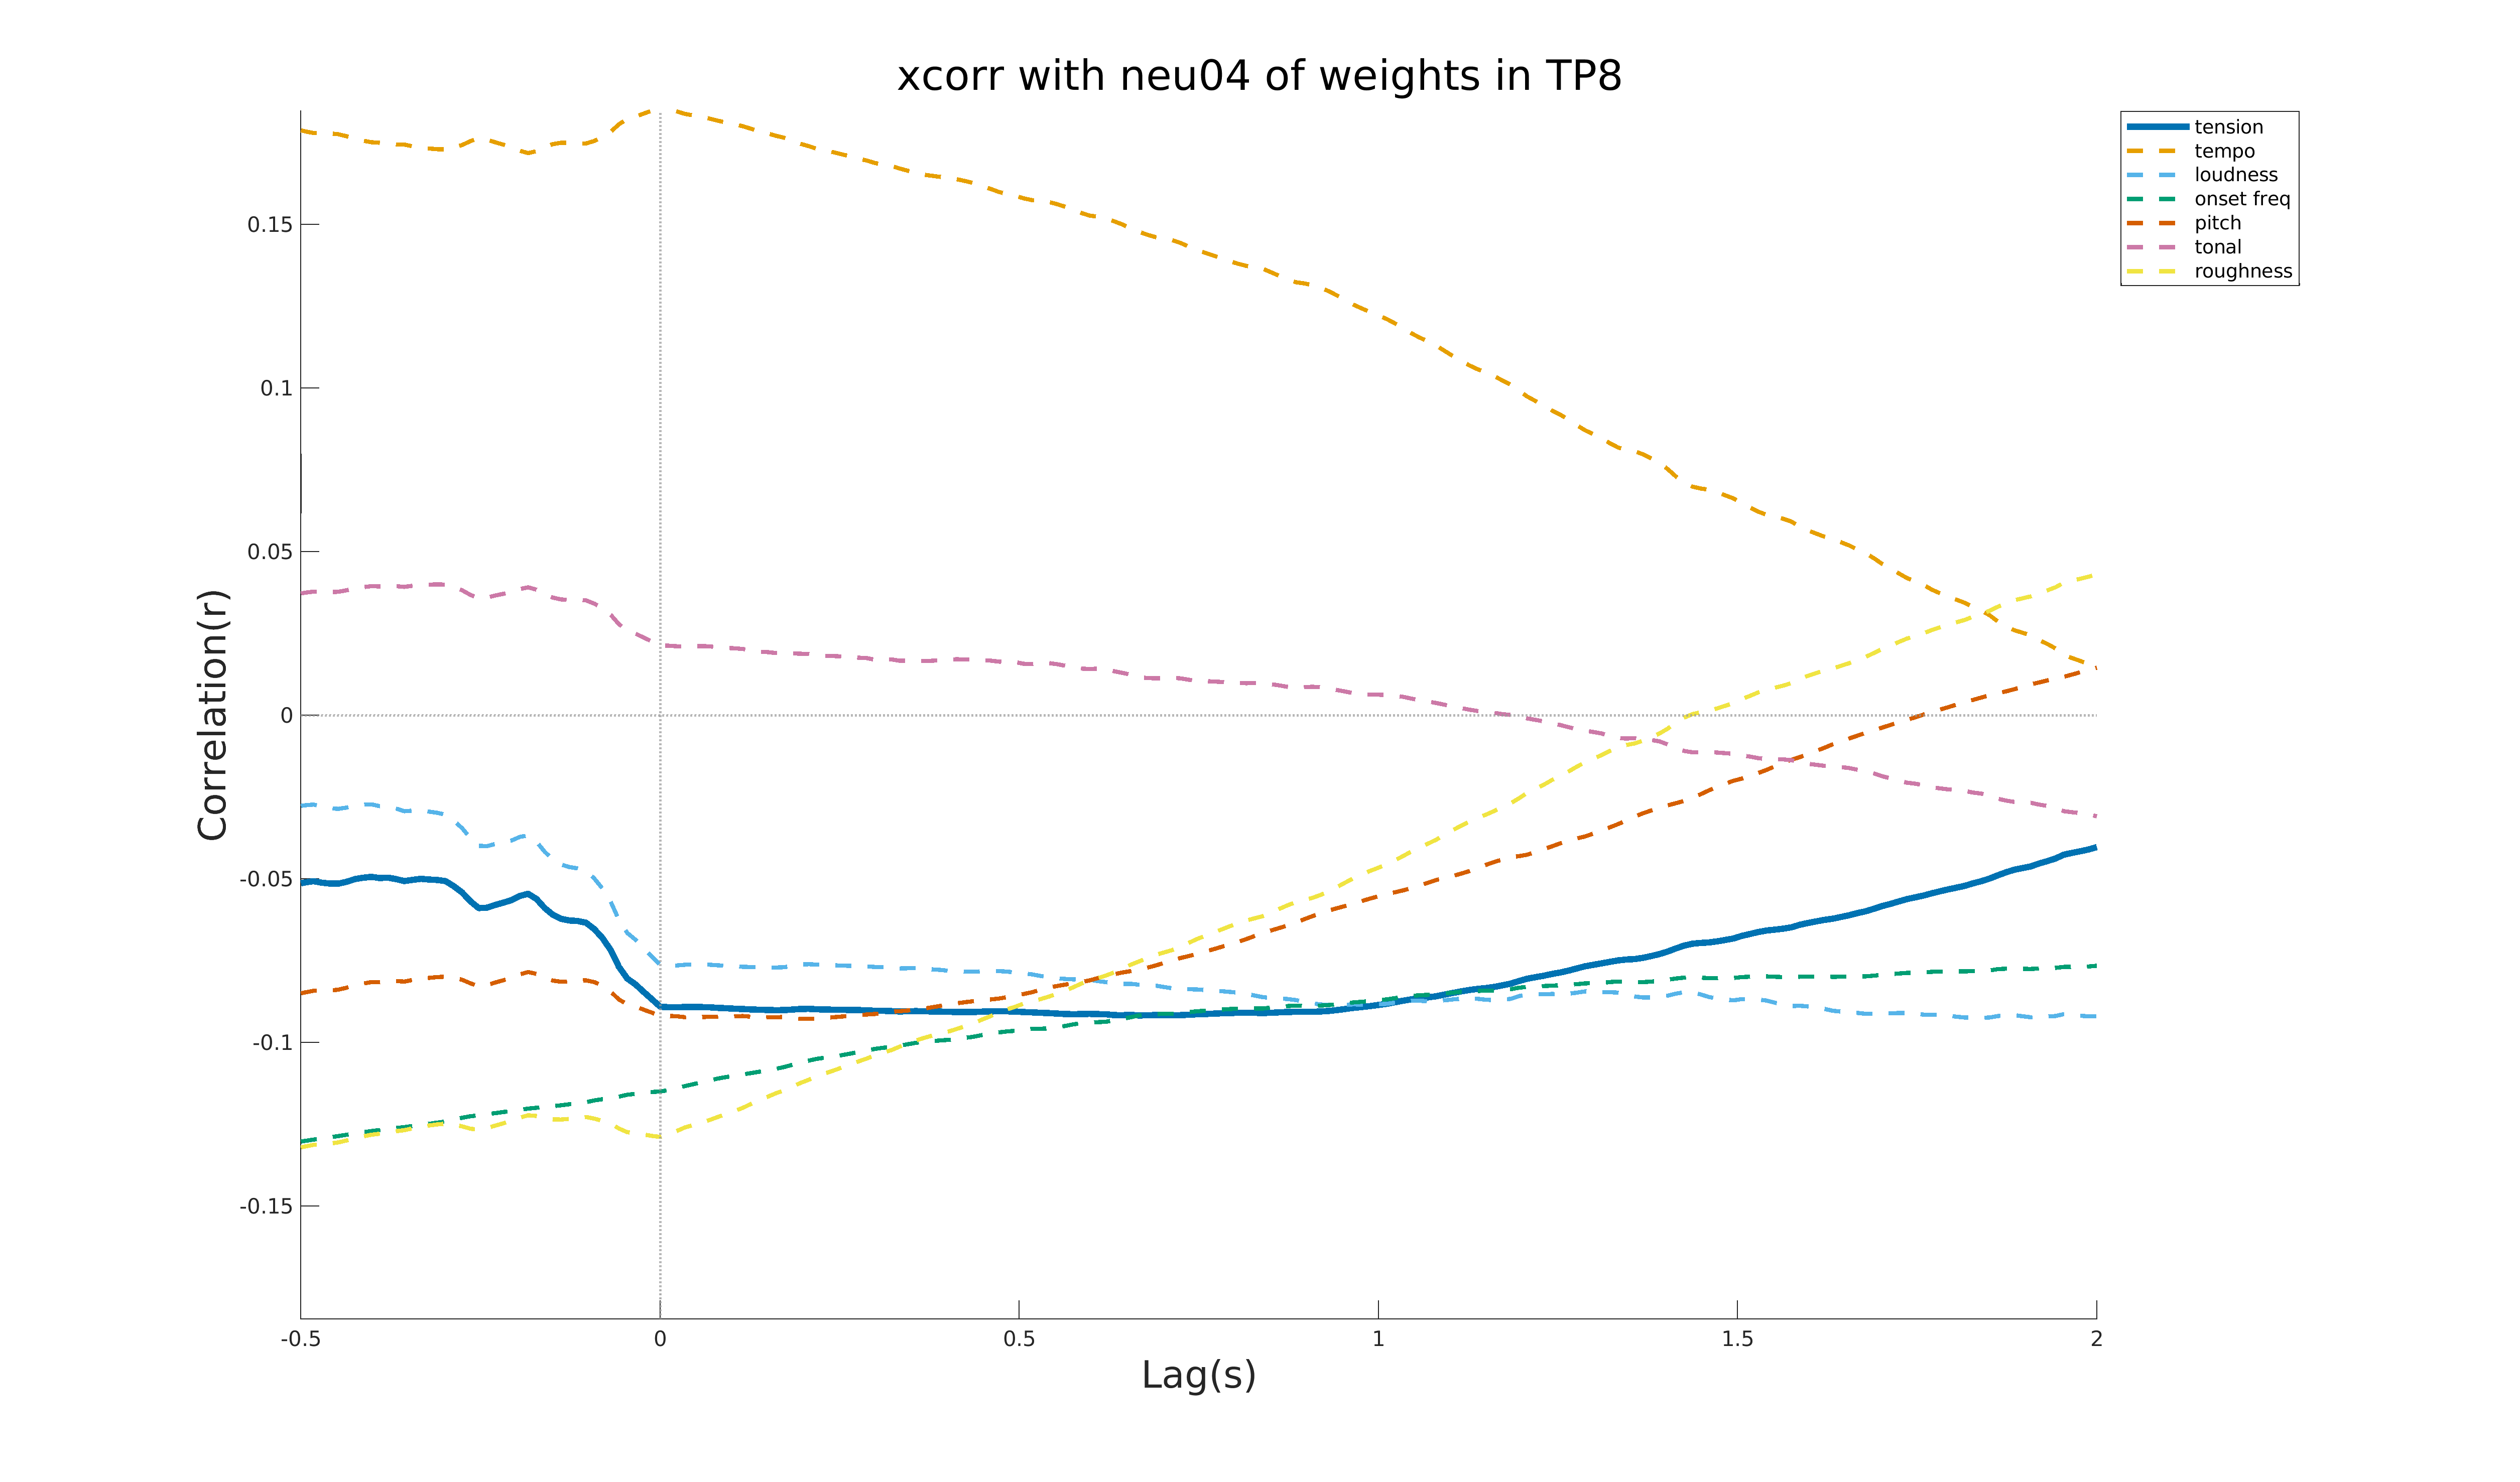 xcorr with neu04 of weights in TP8
tension
tempo
loudness
onset freq
pitch
tonal
roughness
Correlation(r)
0.15
0.1
0.05
0
-0.05
-0.1
-0.15
-0.5 0 0.5 1 1.5 2
Lag(s)